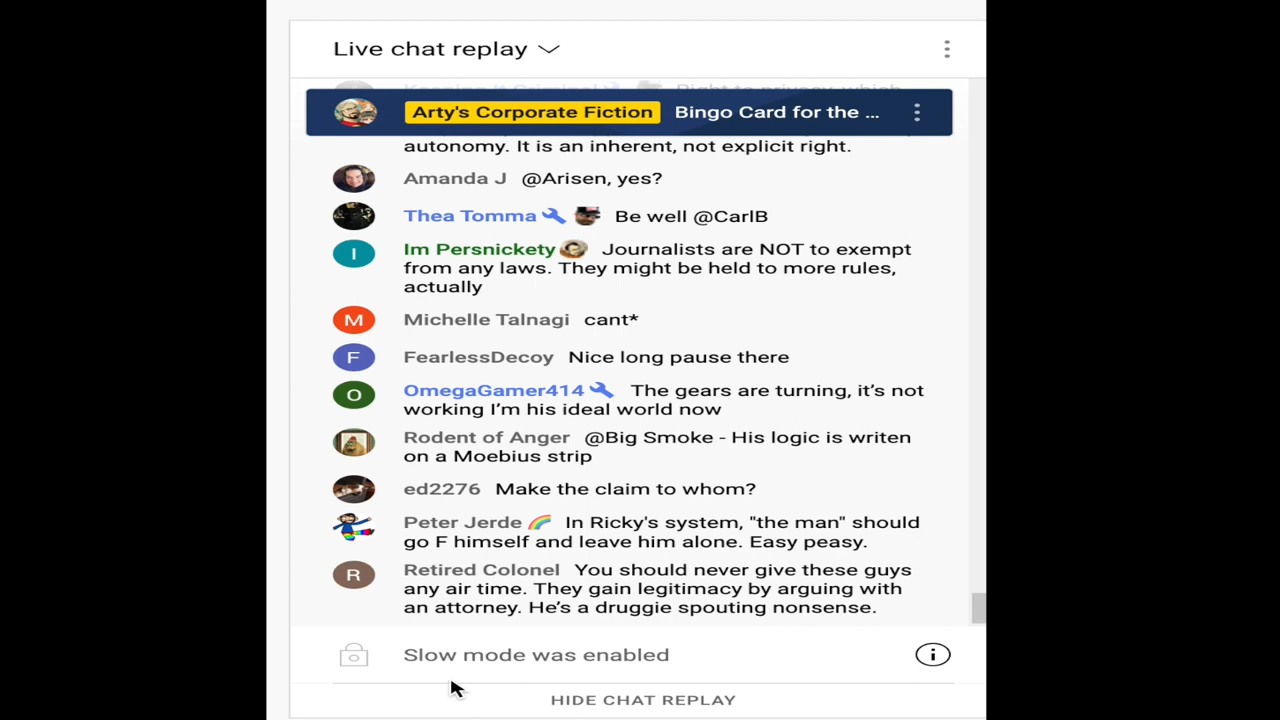 Live chat replay
Right to privacy, which
Arty's Corporate Fiction Bingo Card for the ...
autonomy. It is an inherent, not explicit right.
Amanda J @Arisen, yes?
Thea Tomma Be well @CarlB
I
Im Persnickety Journalists are NOT to exempt
from any laws. They might be held to more rules,
actually
M
Michelle Talnagi cant*
F
FearlessDecoy Nice long pause there
O
OmegaGamer414 The gears are turning, it’s not
working I’m his ideal world now
Rodent of Anger @Big Smoke - His logic is writen
on a Moebius strip
ed2276 Make the claim to whom?
Peter Jerde 🌈 In Ricky's system, "the man" should
go F himself and leave him alone. Easy peasy.
R
Retired Colonel You should never give these guys
any air time. They gain legitimacy by arguing with
an attorney. He’s a druggie spouting nonsense.
Slow mode was enabled
HIDE CHAT REPLAY